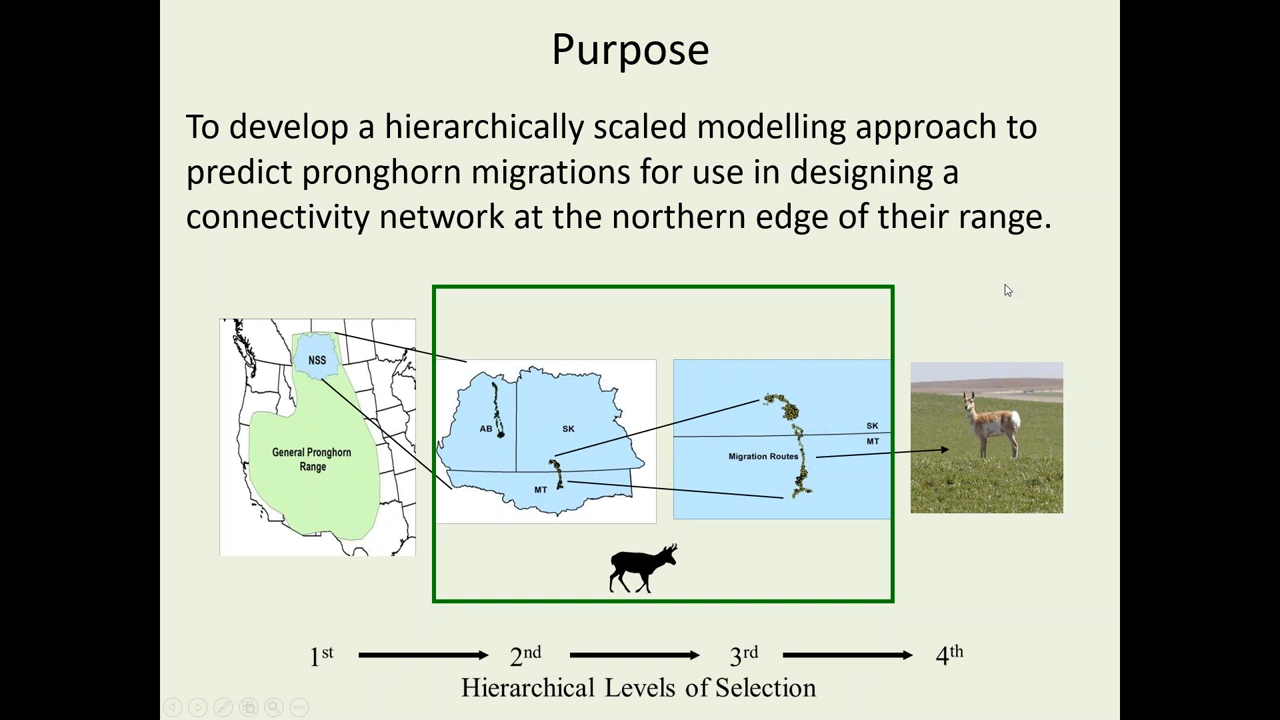 Purpose
To develop a hierarchically scaled modelling approach to
predict pronghorn migrations for use in designing a
connectivity network at the northern edge of their range.
NSS
General Pronghorn
Range
AB
SK
MT
SK
MT
Migration Routes
1st 2nd 3rd 4th
Hierarchical Levels of Selection